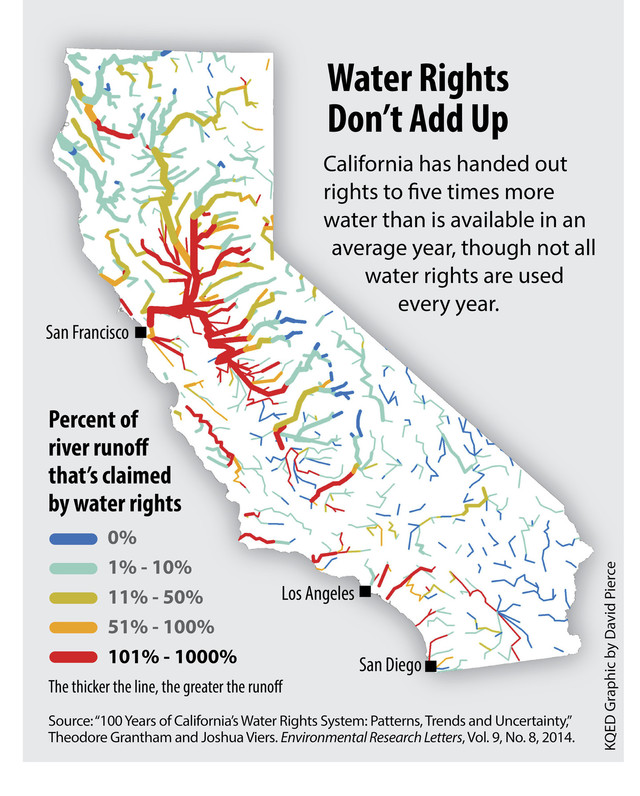 Water Rights
Don't Add Up
California has handed out
rights to five times more
water than is available in an
average year, though not all
water rights are used
every year.
San Francisco
Percent of
river runoff
that's claimed
by water rights
0%
1% - 10%
11% - 50%
51% - 100%
101% - 1000%
The thicker the line, the greater the runoff
Los Angeles
San Diego
Source: “100 Years of California's Water Rights System: Patterns, Trends and Uncertainty,”
Theodore Grantham and Joshua Viers. Environmental Research Letters, Vol. 9, No. 8, 2014.
KQED Graphic by David Pierce